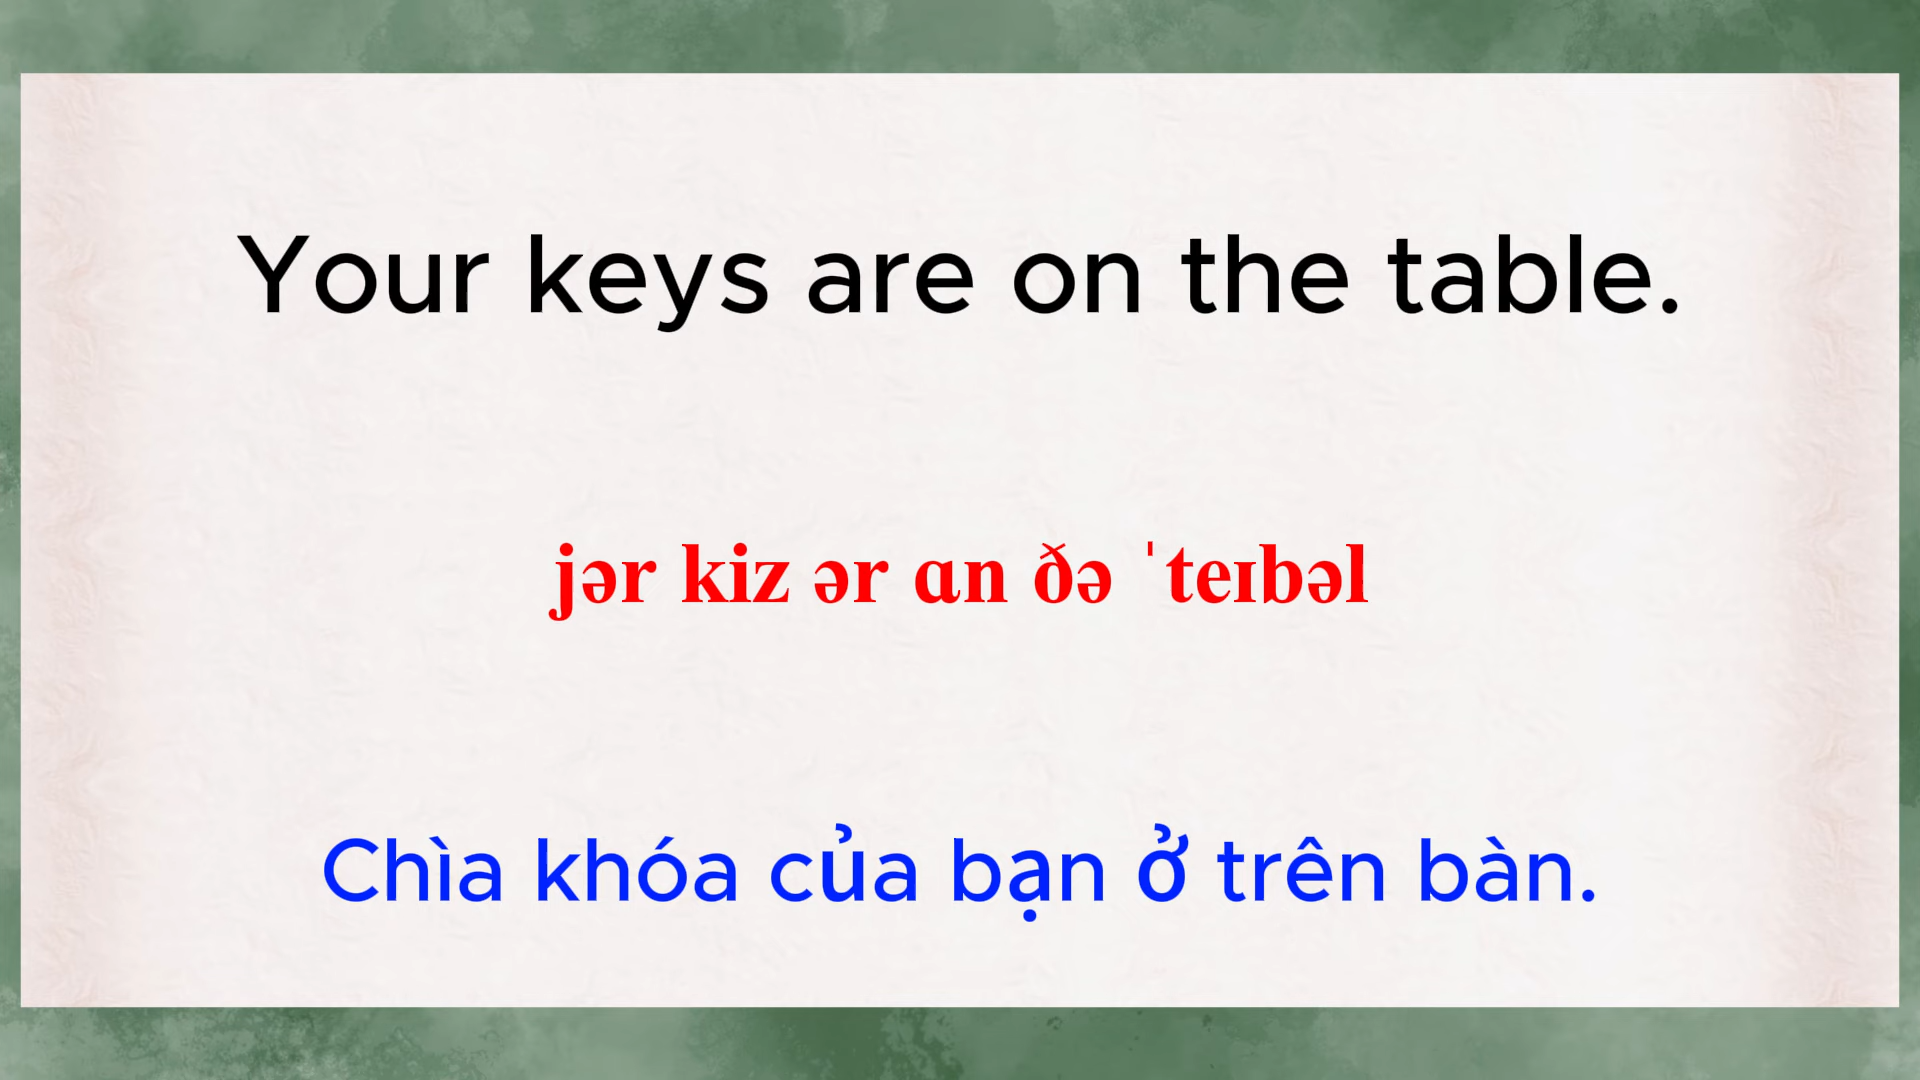 Your keys are on the table.
jər kiz ər ɑn ðə ˈteɪbəl
Chìa khóa của bạn ở trên bàn.